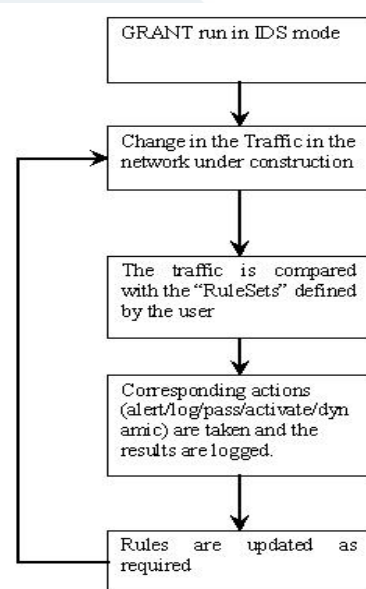 GRANT run in IDS mode
Change in the Traffic in the
network under construction
The traffic is compared
with the “RuleSets” defined
by the user
Corresponding actions
(alert/log/pass/activate/dyn
amic) are taken and the
results are logged.
Rules are updated as
required